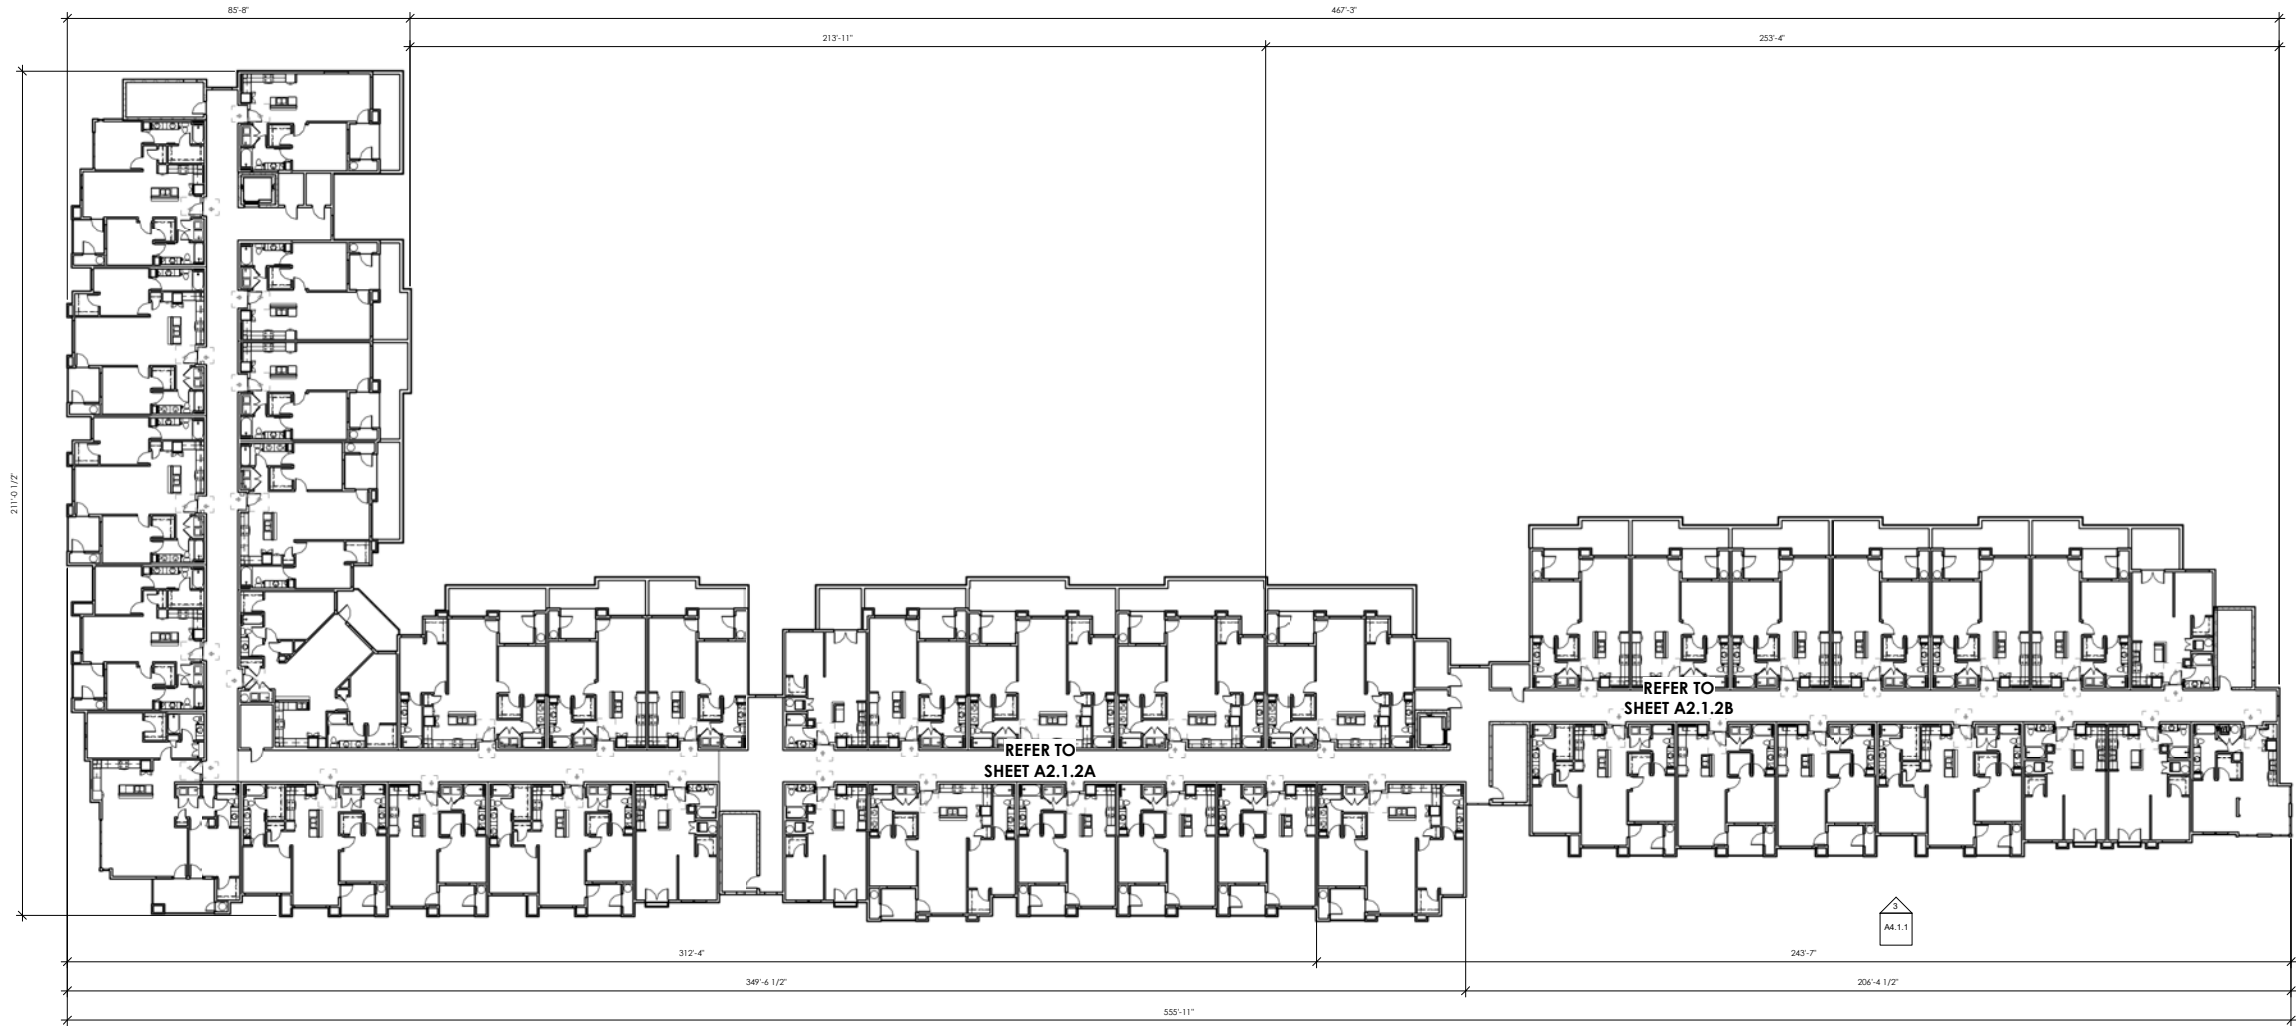 85'-8"
467'-3"
213'-11"
253'-4"
211'-0 1/2"
REFER TO
SHEET A2.1.2B
REFER TO
SHEET A2.1.2A
3
A4.1.1
312'-4"
243'-7"
349'-6 1/2"
206'-4 1/2"
555'-11"